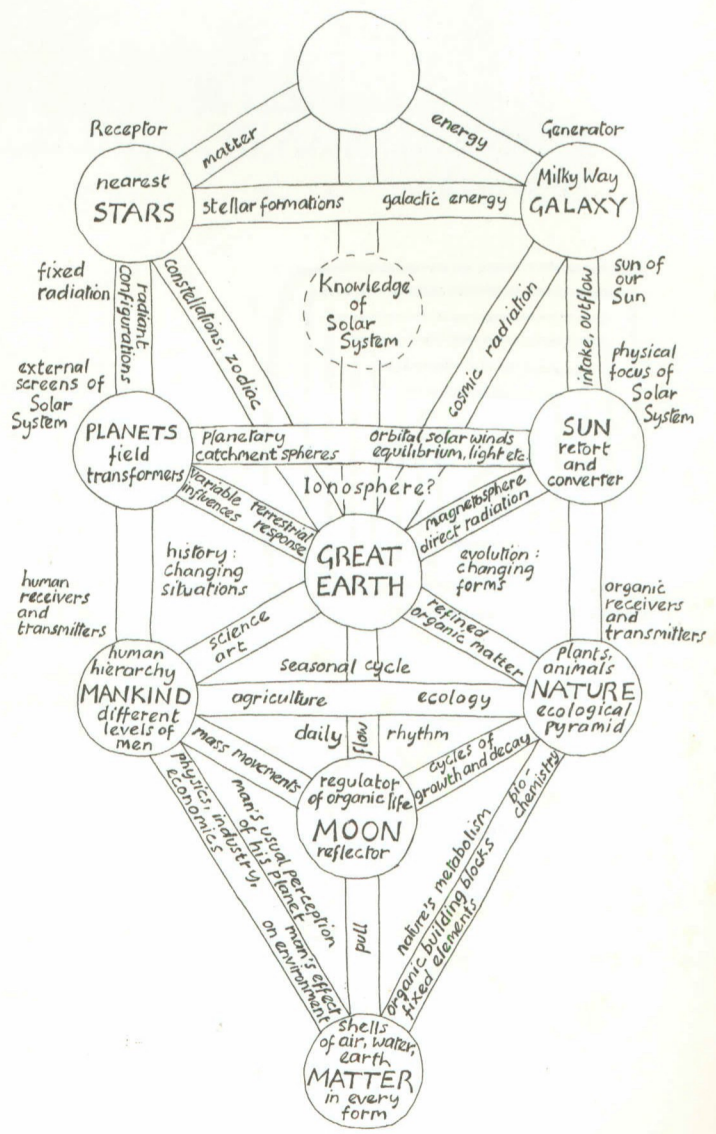 Receptor
Generator
matter
energy
nearest
STARS
Milky Way
GALAXY
stellar formations
galactic energy
fixed
radiation
radiant
configurations
constellations, zodiac
Knowledge
of
Solar
System
cosmic radiation
intake, outflow
sun of
our
Sun
external
screens of
Solar
System
physical
focus of
Solar
System
PLANETS
field
transformers
planetary
catchment spheres
orbital solar winds
equilibrium, light etc.
SUN
retort
and
converter
Ionosphere?
variable terrestrial
influences response
magnetosphere
direct radiation
GREAT
EARTH
history:
changing
situations
evolution:
changing
forms
human
receivers
and
transmitters
organic
receivers
and
transmitters
science
art
refined
organic matter
human
hierarchy
MANKIND
different
levels of
men
seasonal cycle
agriculture
ecology
plants,
animals
NATURE
ecological
pyramid
daily
flow
rhythm
mass movements
cycles of
growth and decay
regulator
of organic life
MOON
reflector
physics, industry,
economics
man's usual perception
of his planet
man's effect
on environment
pull
bio-
chemistry
nature's metabolism
organic building blocks
fixed elements
shells
of air, water,
earth
MATTER
in every
form